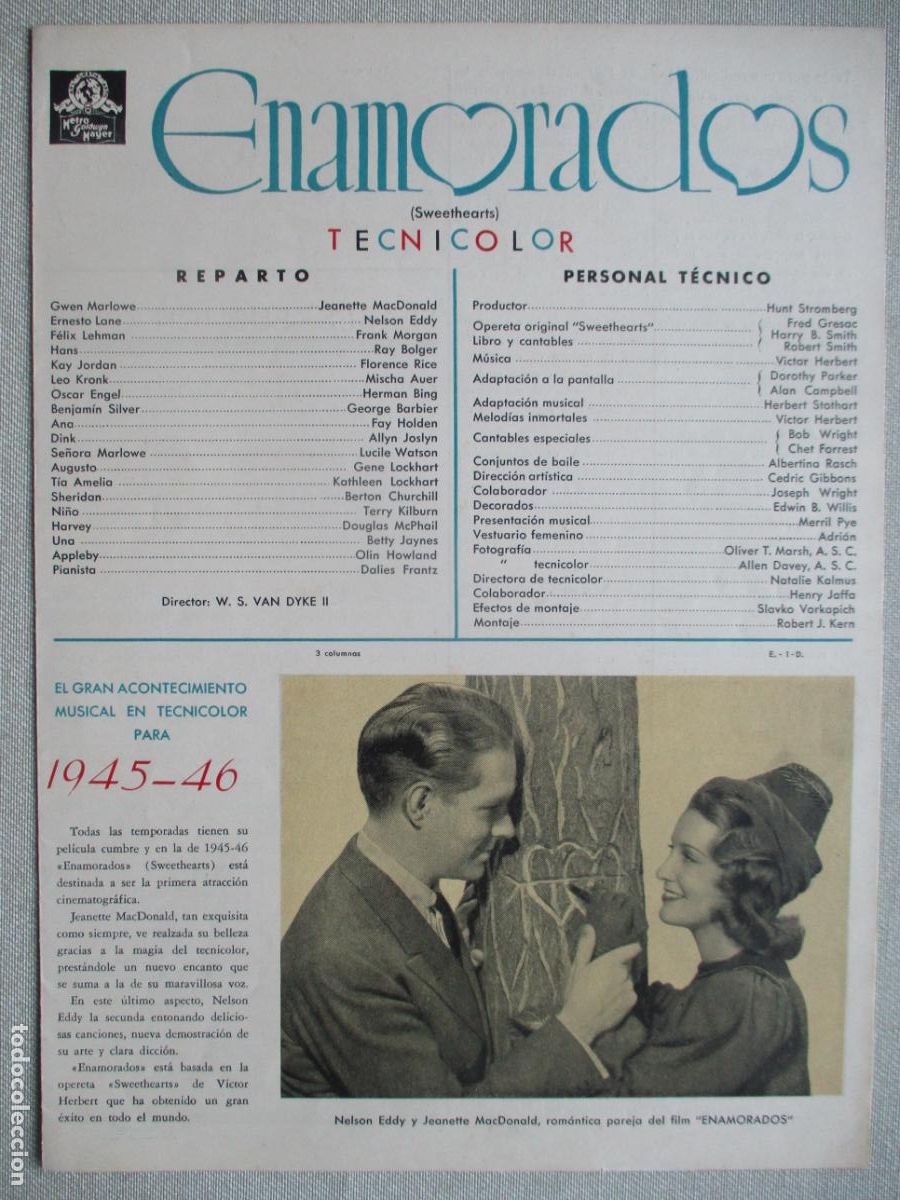 Metro
Goldwyn
Mayer
Enamorados
(Sweethearts)
TECNICOLOR
REPARTO
Gwen Marlowe Jeanette MacDonald
Ernesto Lane Nelson Eddy
Félix Lehman Frank Morgan
Hans Ray Bolger
Kay Jordan Florence Rice
Leo Kronk Mischa Auer
Oscar Engel Herman Bing
Benjamín Silver George Barbier
Ana Fay Holden
Dink Allyn Joslyn
Señora Marlowe Lucile Watson
Augusto Gene Lockhart
Tía Amelia Kathleen Lockhart
Sheridan Berton Churchill
Niño Terry Kilburn
Harvey Douglas McPhail
Una Betty Jaynes
Appleby Olin Howland
Pianista Dalies Frantz
Director: W. S. VAN DYKE II
PERSONAL TÉCNICO
Productor Hunt Stromberg
Opereta original "Sweethearts" Fred Gresac
Libro y cantables Harry B. Smith
Robert Smith
Música Victor Herbert
Adaptación a la pantalla Dorothy Parker
Alan Campbell
Adaptación musical Herbert Stothart
Melodías inmortales Victor Herbert
Cantables especiales Bob Wright
Chet Forrest
Conjuntos de baile Albertina Rasch
Dirección artística Cedric Gibbons
Colaborador Joseph Wright
Decorados Edwin B. Willis
Presentación musical Merril Pye
Vestuario femenino Adrián
Fotografía Oliver T. Marsh, A. S. C.
" tecnicolor Allen Davey, A. S. C.
Directora de tecnicolor Natalie Kalmus
Colaborador Henry Jaffa
Efectos de montaje Slavko Vorkapich
Montaje Robert J. Kern
3 columnas
E. - 1 - D.
EL GRAN ACONTECIMIENTO
MUSICAL EN TECNICOLOR
PARA
1945-46
Todas las temporadas tienen su
película cumbre y en la de 1945-46
«Enamorados» (Sweethearts) está
destinada a ser la primera atracción
cinematográfica.
Jeanette MacDonald, tan exquisita
como siempre, ve realzada su belleza
gracias a la magia del tecnicolor,
prestándole un nuevo encanto que
se suma a la de su maravillosa voz.
En este último aspecto, Nelson
Eddy la secunda entonando delicio-
sas canciones, nueva demostración de
su arte y clara dicción.
«Enamorados» está basada en la
opereta «Sweethearts» de Victor
Herbert que ha obtenido un gran
éxito en todo el mundo.
Nelson Eddy y Jeanette MacDonald, romántica pareja del film "ENAMORADOS"
todocoleccion